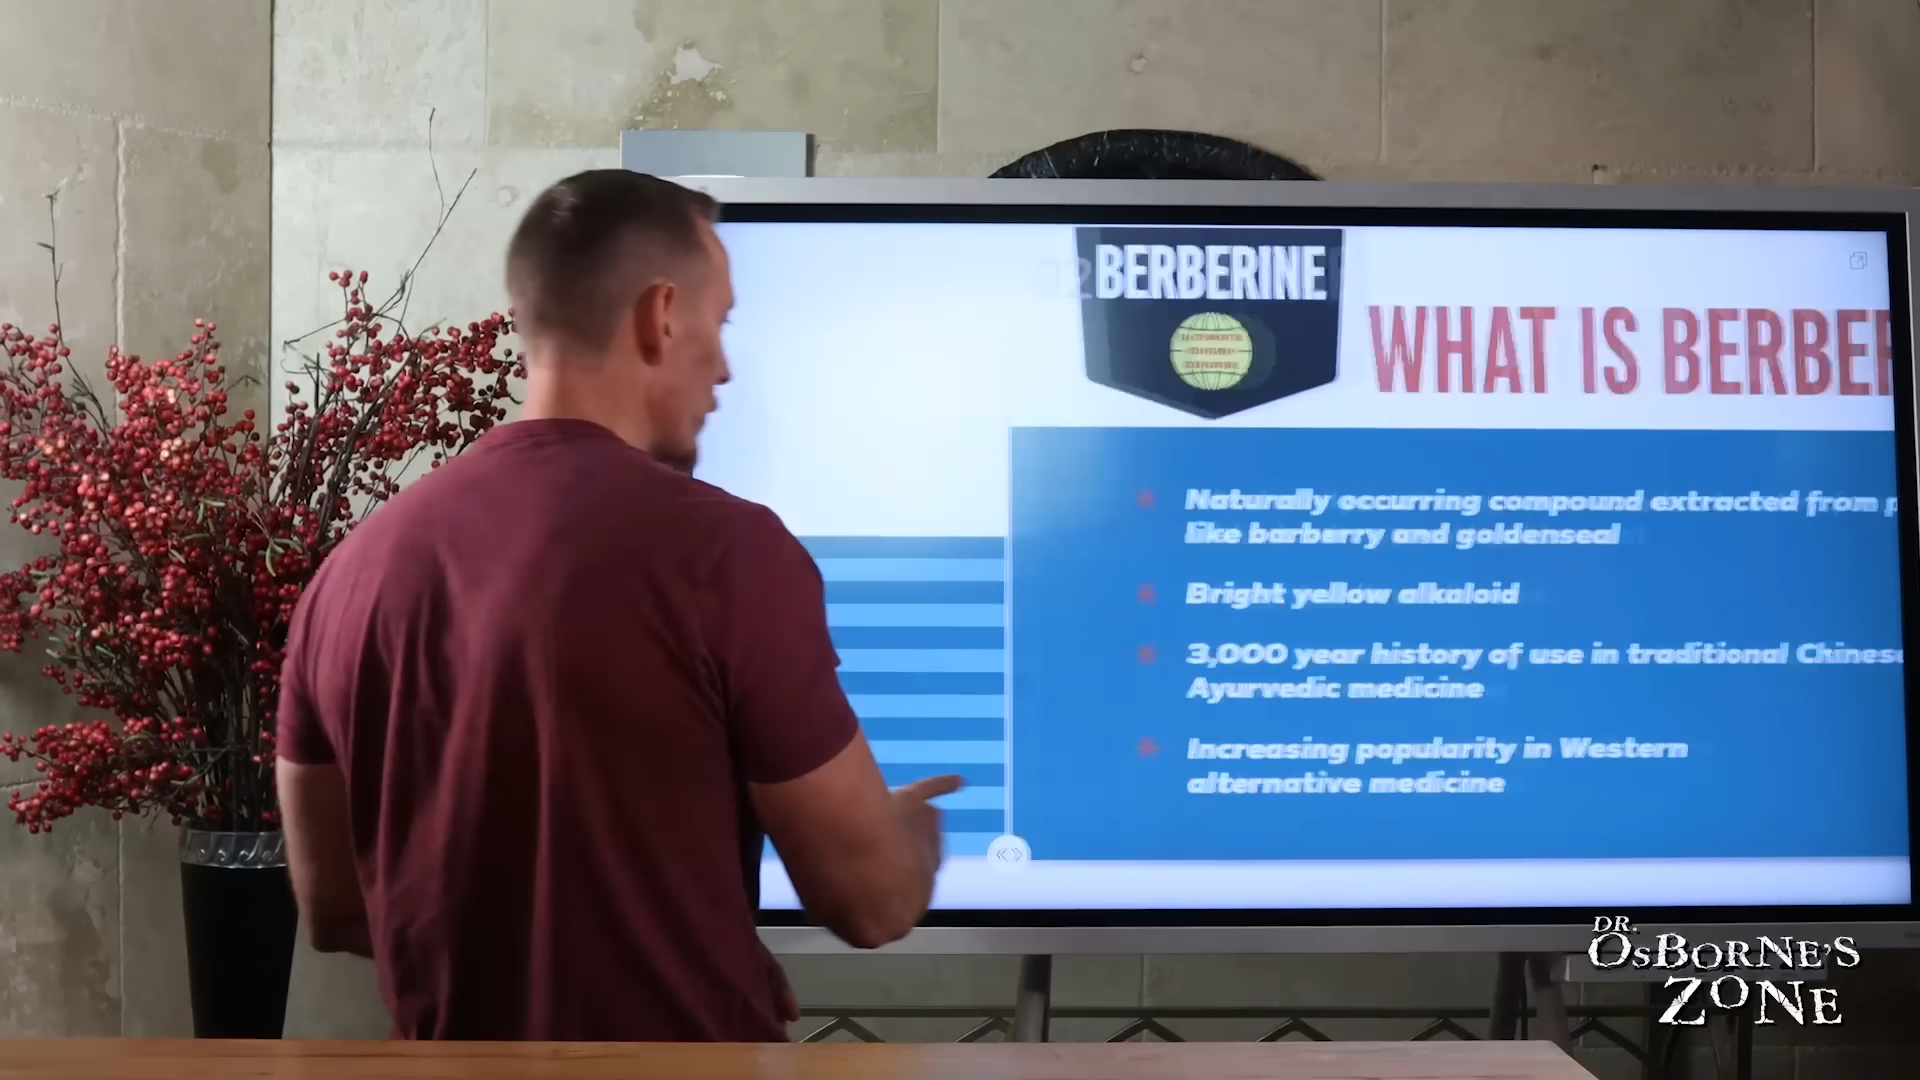 BERBERINE
WHAT IS BERBER
Naturally occurring compound extracted from
like barberry and goldenseal
Bright yellow alkaloid
3,000 year history of use in traditional Chinese
Ayurvedic medicine
Increasing popularity in Western
alternative medicine
DR.
OSBORNE'S
ZONE